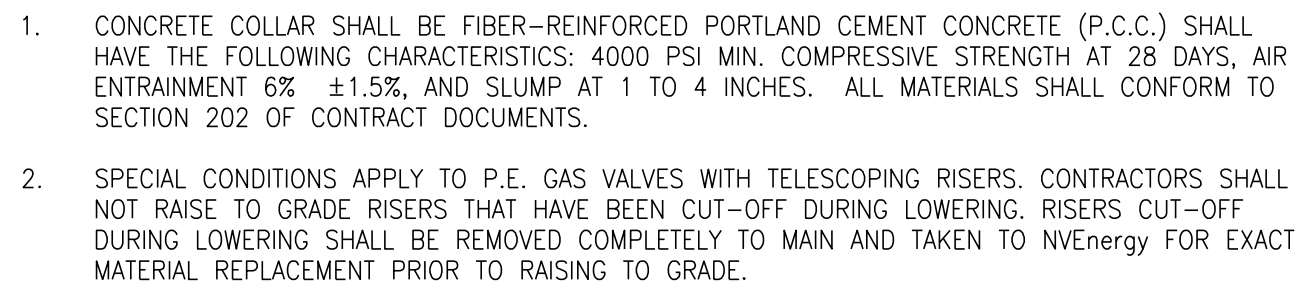 1. CONCRETE COLLAR SHALL BE FIBER-REINFORCED PORTLAND CEMENT CONCRETE (P.C.C.) SHALL
HAVE THE FOLLOWING CHARACTERISTICS: 4000 PSI MIN. COMPRESSIVE STRENGTH AT 28 DAYS, AIR
ENTRAINMENT 6% ±1.5%, AND SLUMP AT 1 TO 4 INCHES. ALL MATERIALS SHALL CONFORM TO
SECTION 202 OF CONTRACT DOCUMENTS.
2. SPECIAL CONDITIONS APPLY TO P.E. GAS VALVES WITH TELESCOPING RISERS. CONTRACTORS SHALL
NOT RAISE TO GRADE RISERS THAT HAVE BEEN CUT-OFF DURING LOWERING. RISERS CUT-OFF
DURING LOWERING SHALL BE REMOVED COMPLETELY TO MAIN AND TAKEN TO NVEnergy FOR EXACT
MATERIAL REPLACEMENT PRIOR TO RAISING TO GRADE.